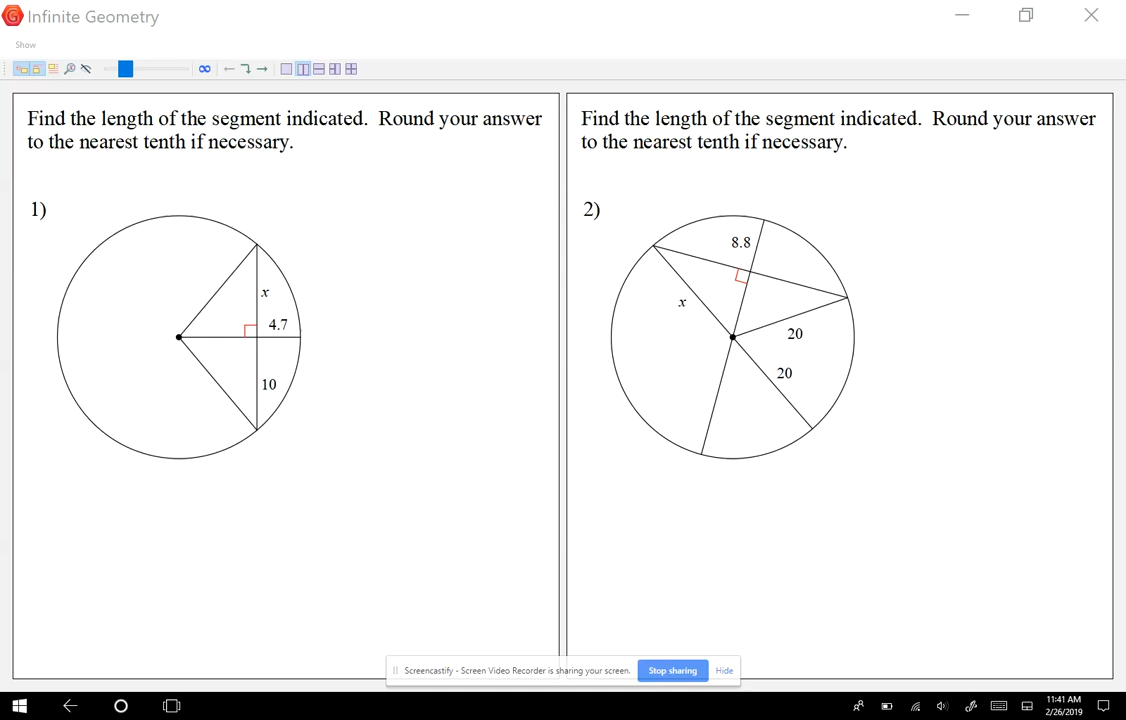 Infinite Geometry
Show
Find the length of the segment indicated. Round your answer
to the nearest tenth if necessary.
1)
x
4.7
10
Find the length of the segment indicated. Round your answer
to the nearest tenth if necessary.
2)
8.8
x
20
20
Screencastify - Screen Video Recorder is sharing your screen.
Stop sharing
Hide
11:41 AM
2/26/2019